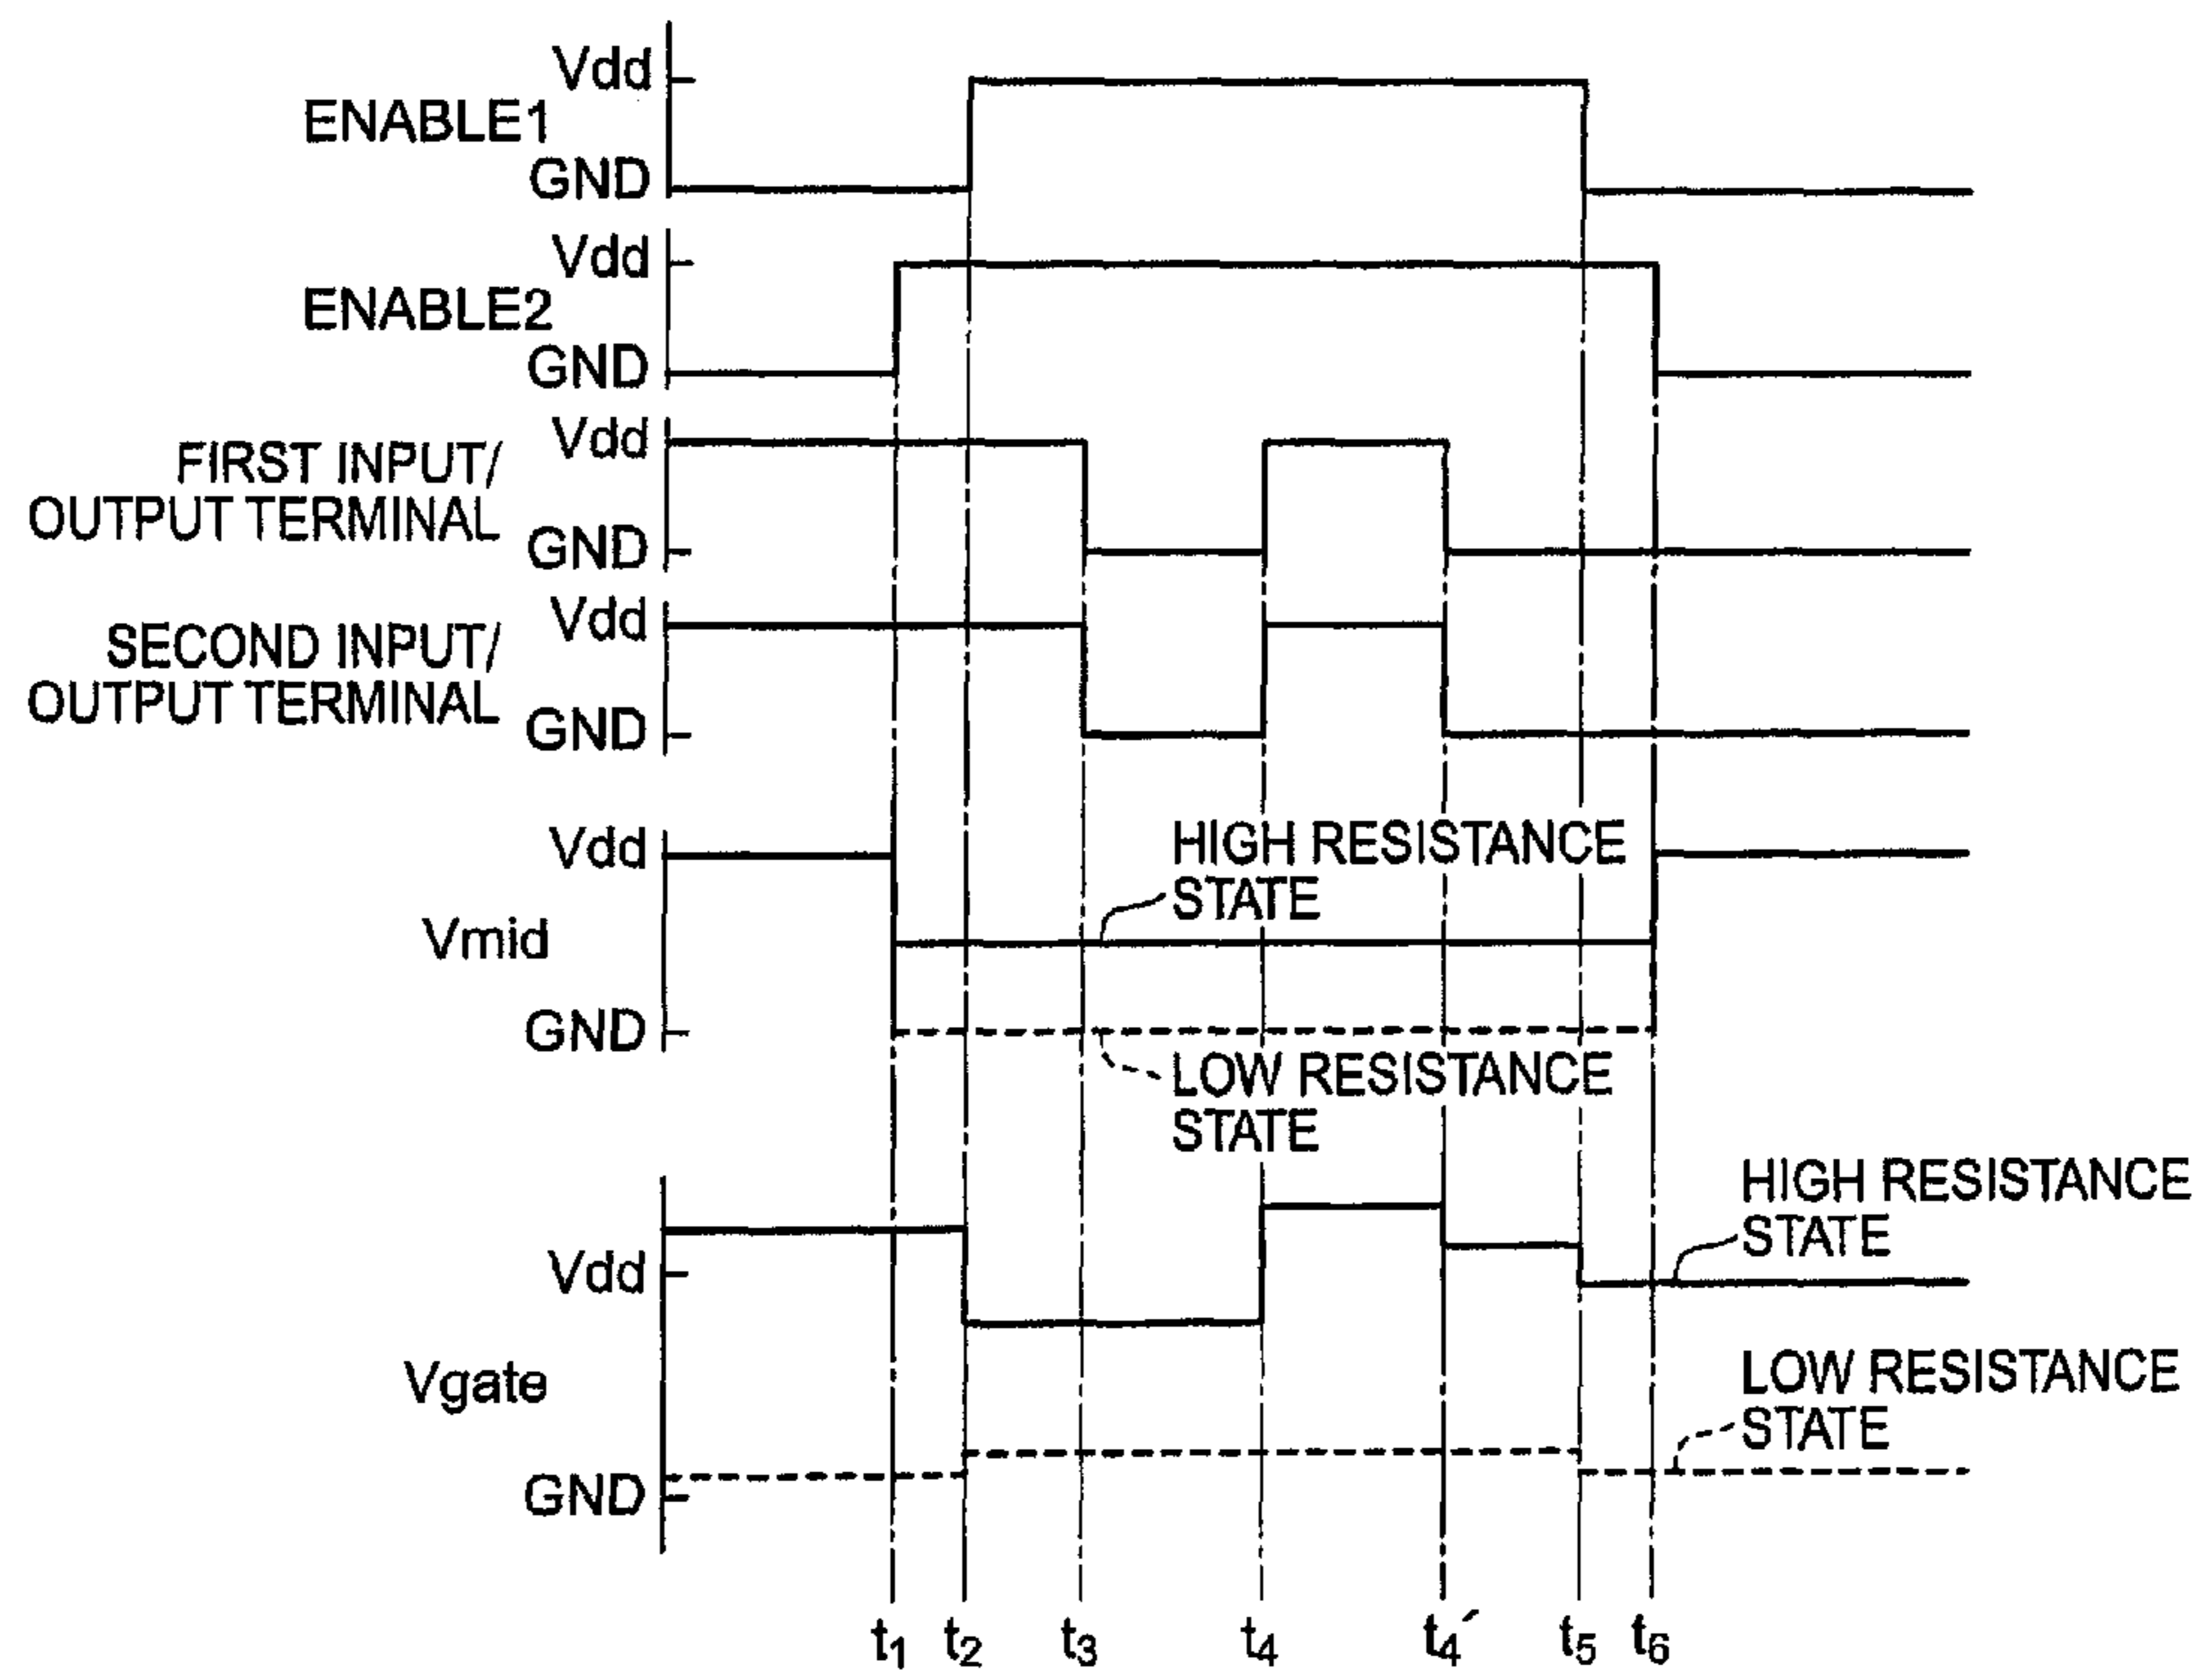 Vdd
ENABLE1
GND
Vdd
ENABLE2
GND
Vdd
FIRST INPUT/
OUTPUT TERMINAL
GND
Vdd
SECOND INPUT/
OUTPUT TERMINAL
GND
Vdd
HIGH RESISTANCE
STATE
Vmid
GND
LOW RESISTANCE
STATE
HIGH RESISTANCE
STATE
Vdd
Vgate
LOW RESISTANCE
STATE
GND
t1 t2 t3 t4 t4´ t5 t6